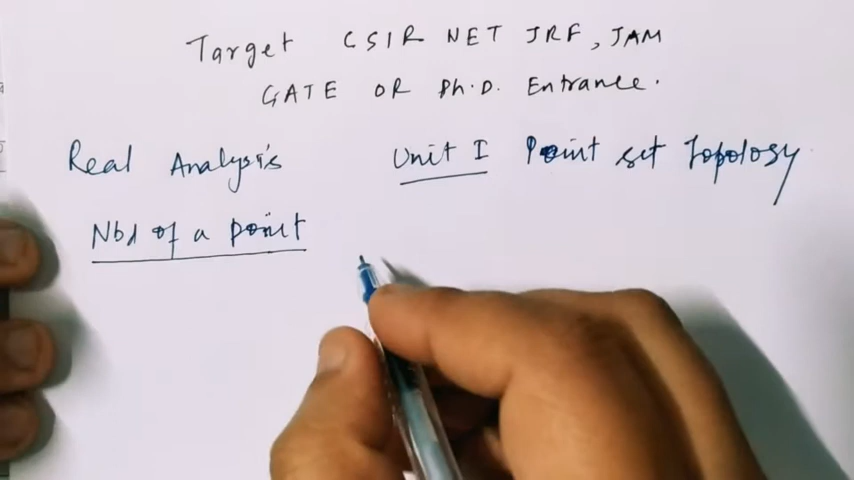 Target CSIR NET JRF, JAM
GATE OR Ph.D. Entrance.
Real Analysis Unit I Point set Topology
Nbd of a point